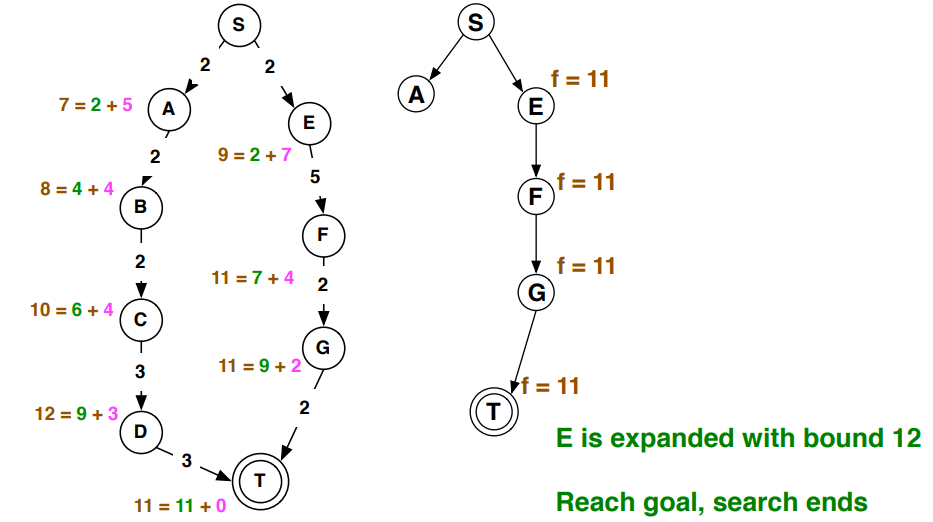 S
2
2
7 = 2 + 5
A
E
9 = 2 + 7
2
5
8 = 4 + 4
B
F
11 = 7 + 4
2
2
10 = 6 + 4
C
G
11 = 9 + 2
3
2
12 = 9 + 3
D
3
T
11 = 11 + 0
S
A
E
f = 11
F
f = 11
G
f = 11
T
f = 11
E is expanded with bound 12
Reach goal, search ends